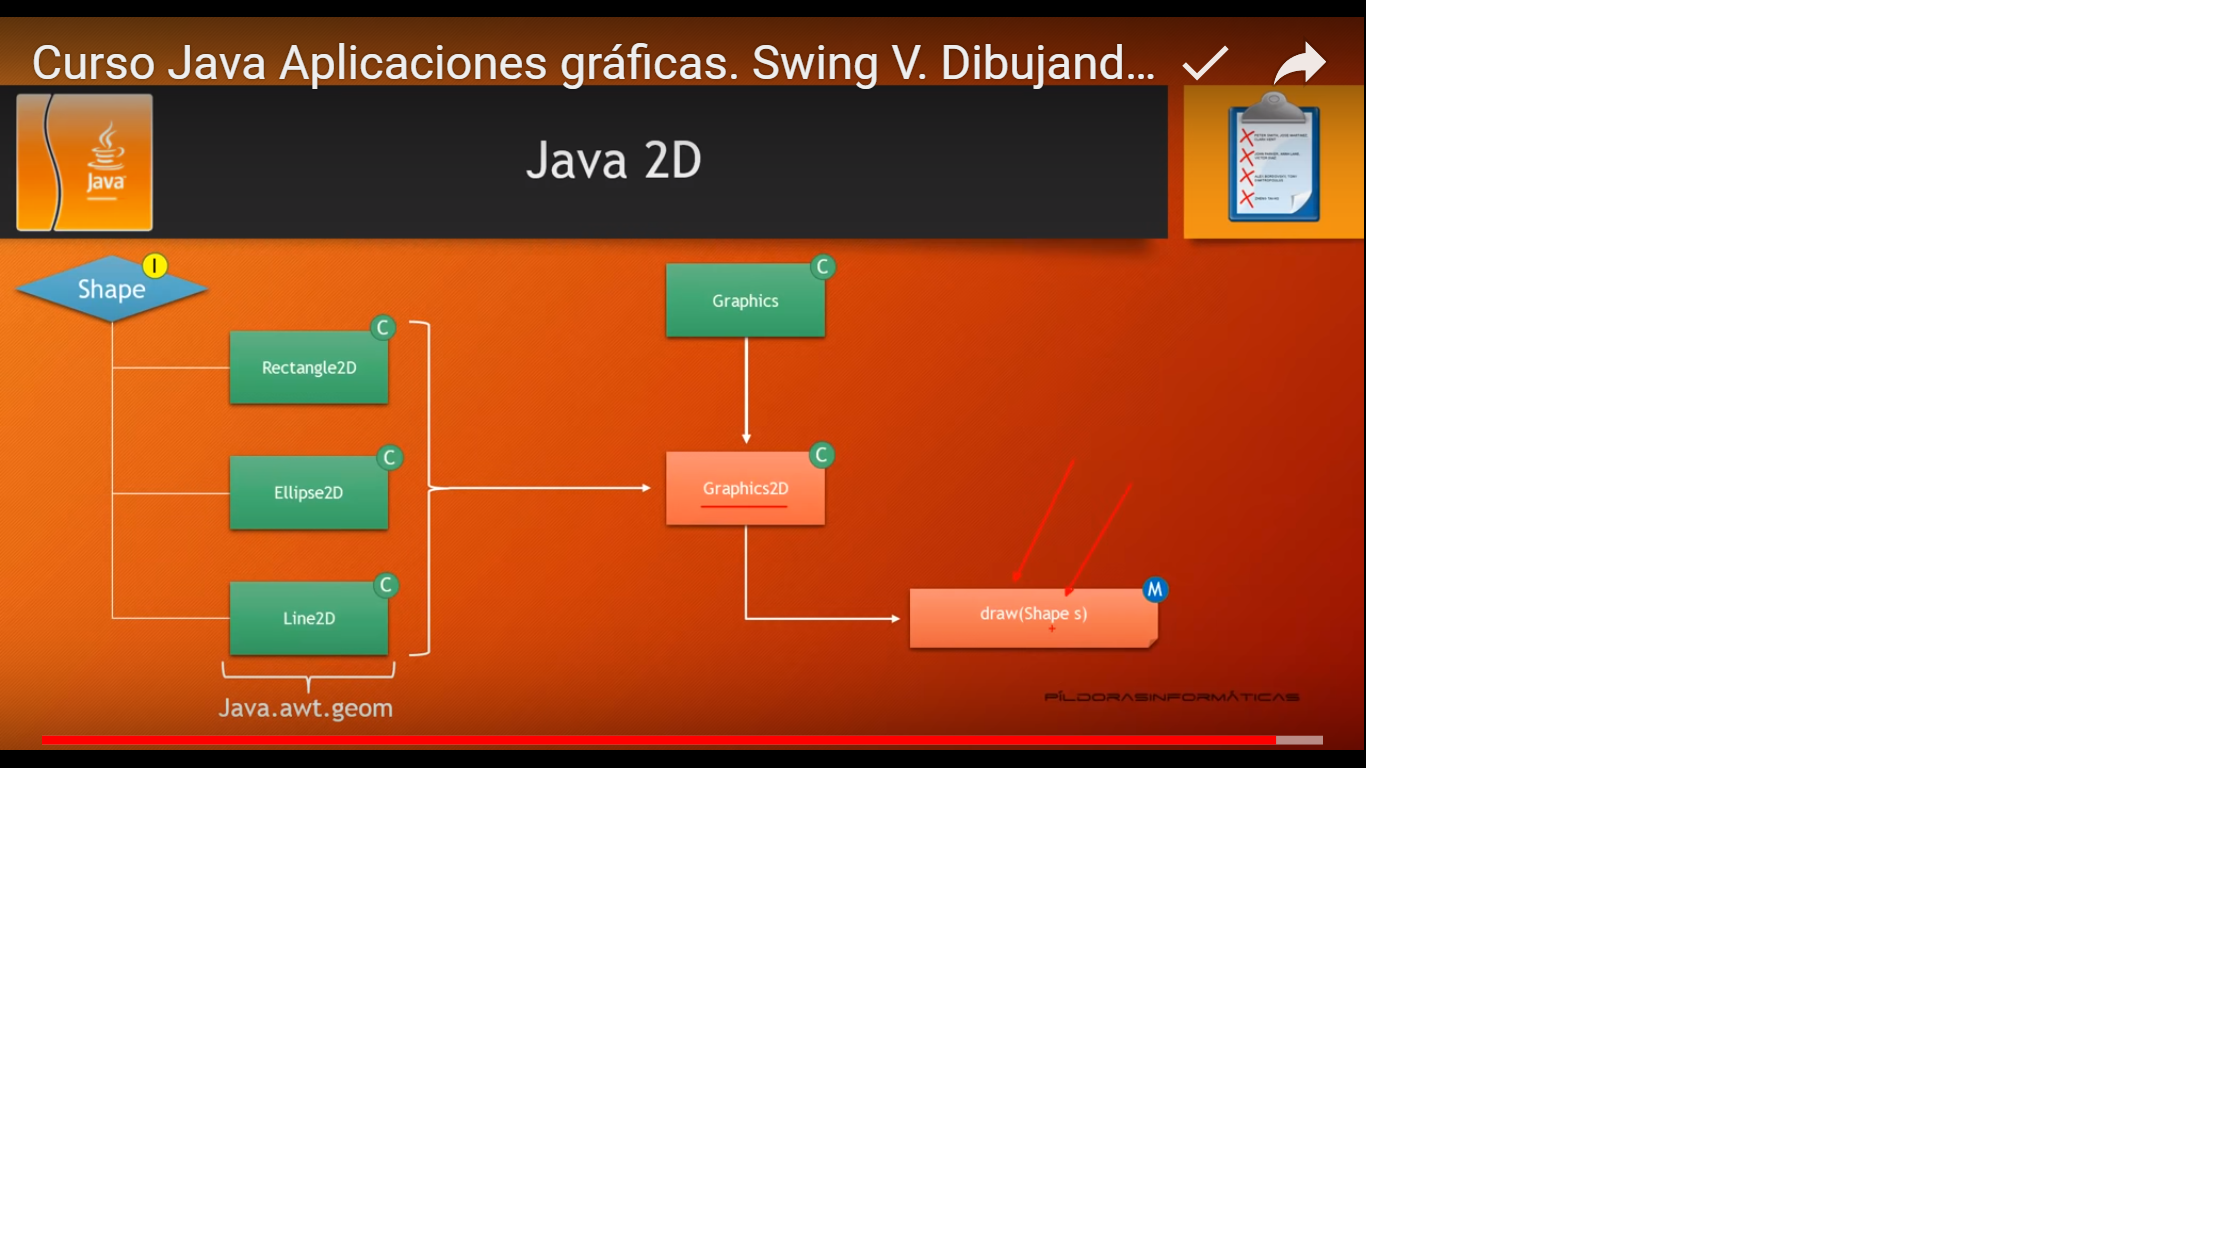 Curso Java Aplicaciones gráficas. Swing V. Dibujand...
Java
Java 2D
Shape
I
C
Rectangle2D
C
Ellipse2D
C
Line2D
Java.awt.geom
C
Graphics
C
Graphics2D
M
draw(Shape s)
PÍLDORASINFORMÁTICAS